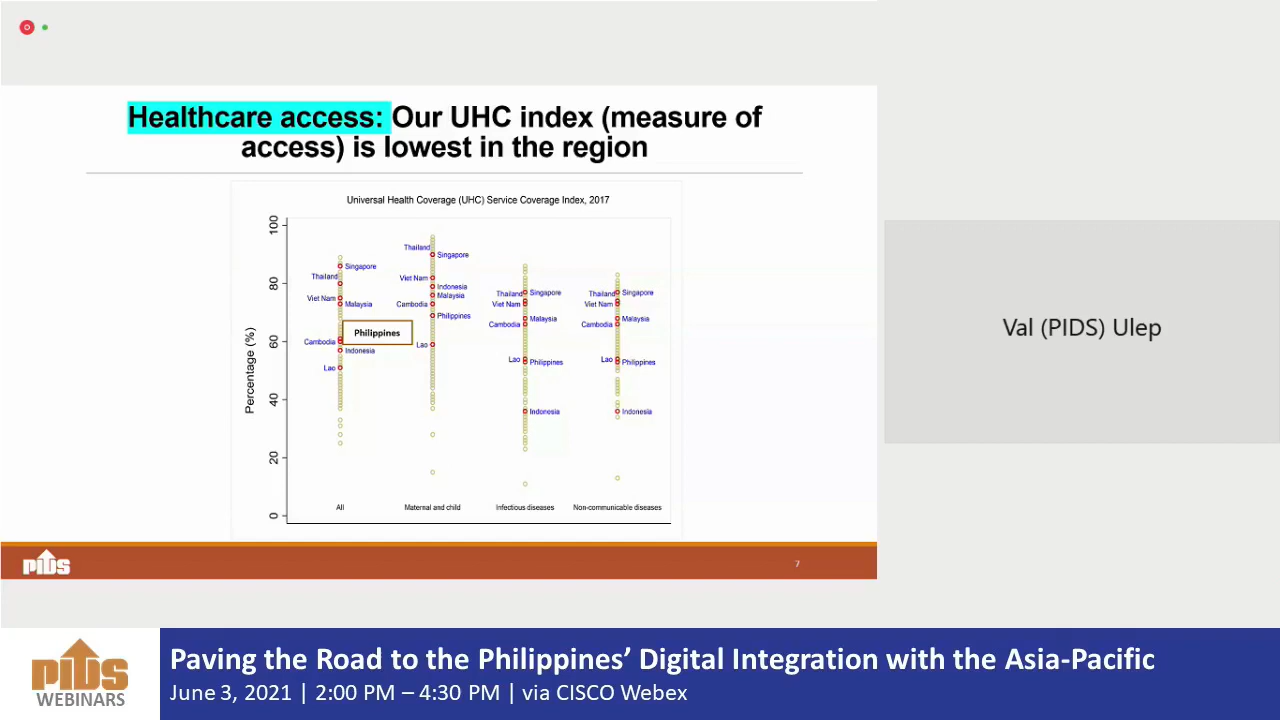 Healthcare access: Our UHC index (measure of
access) is lowest in the region
Universal Health Coverage (UHC) Service Coverage Index, 2017
Percentage (%)
100
80
60
40
20
0
Singapore
Thailand
Viet Nam
Malaysia
Philippines
Cambodia
Indonesia
Lao
All
Thailand
Singapore
Viet Nam
Indonesia
Malaysia
Cambodia
Philippines
Lao
Maternal and child
Thailand
Singapore
Viet Nam
Malaysia
Cambodia
Lao
Philippines
Indonesia
Infectious diseases
Thailand
Singapore
Viet Nam
Malaysia
Cambodia
Lao
Philippines
Indonesia
Non-communicable diseases
PIDS
7
Val (PIDS) Ulep
PIDS
WEBINARS
Paving the Road to the Philippines’ Digital Integration with the Asia-Pacific
June 3, 2021 | 2:00 PM – 4:30 PM | via CISCO Webex